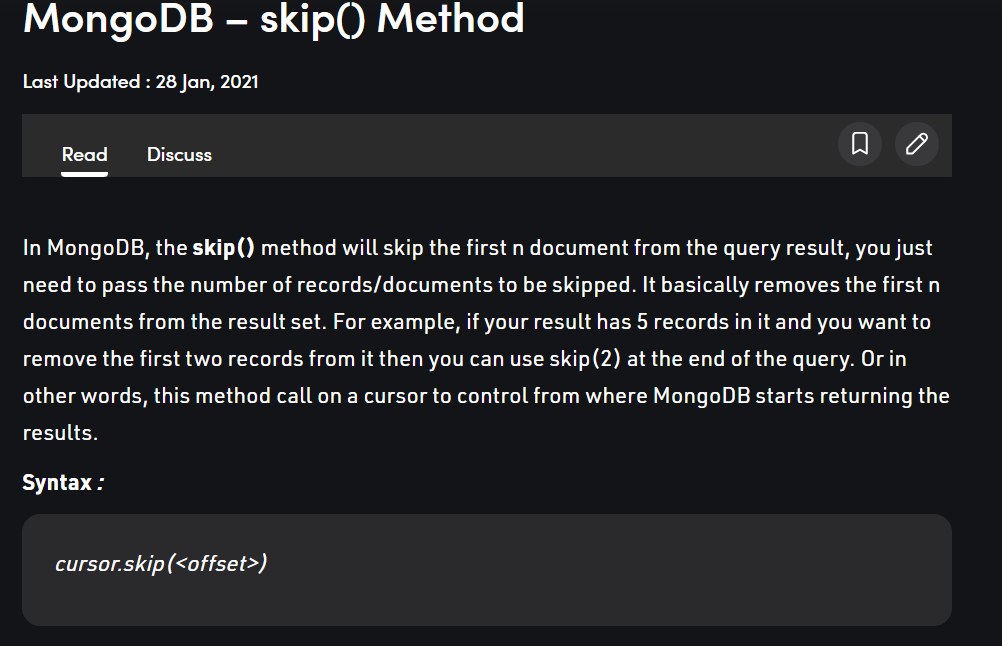 MongoDB – skip() Method
Last Updated : 28 Jan, 2021
Read Discuss
In MongoDB, the skip() method will skip the first n document from the query result, you just
need to pass the number of records/documents to be skipped. It basically removes the first n
documents from the result set. For example, if your result has 5 records in it and you want to
remove the first two records from it then you can use skip(2) at the end of the query. Or in
other words, this method call on a cursor to control from where MongoDB starts returning the
results.
Syntax :
cursor.skip(<offset>)